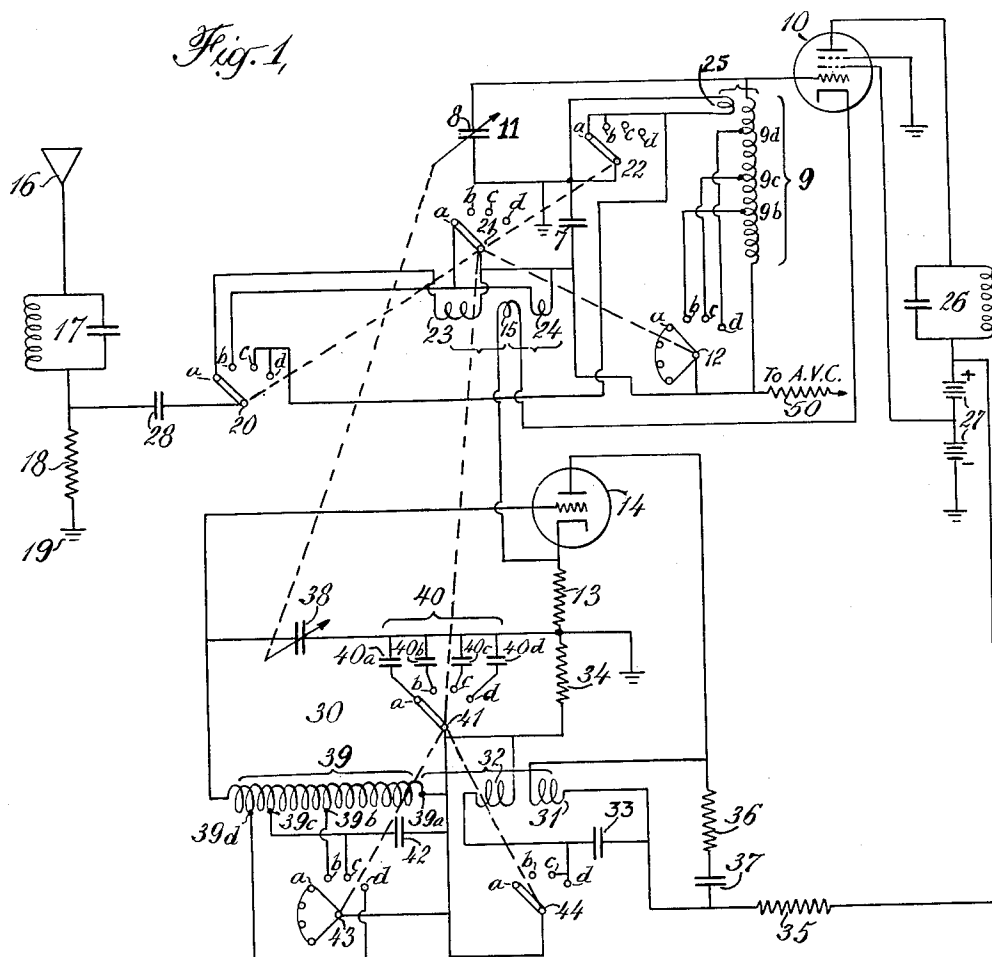 Fig. 1,
10
25
8
11
16
a
b
c
d
22
9d
9c
9b
9
b
c
d
a
21
7
17
23
15
24
b
c
d
a
20
28
a
b
c
d
12
To A.V.C.
50
26
+
27
-
18
19
14
13
38
40
40a
40b
40c
40d
b
c
d
a
41
34
30
39
32
31
39d
39c
39b
39a
42
33
36
37
a
b
c
d
43
a
b
c
d
44
35